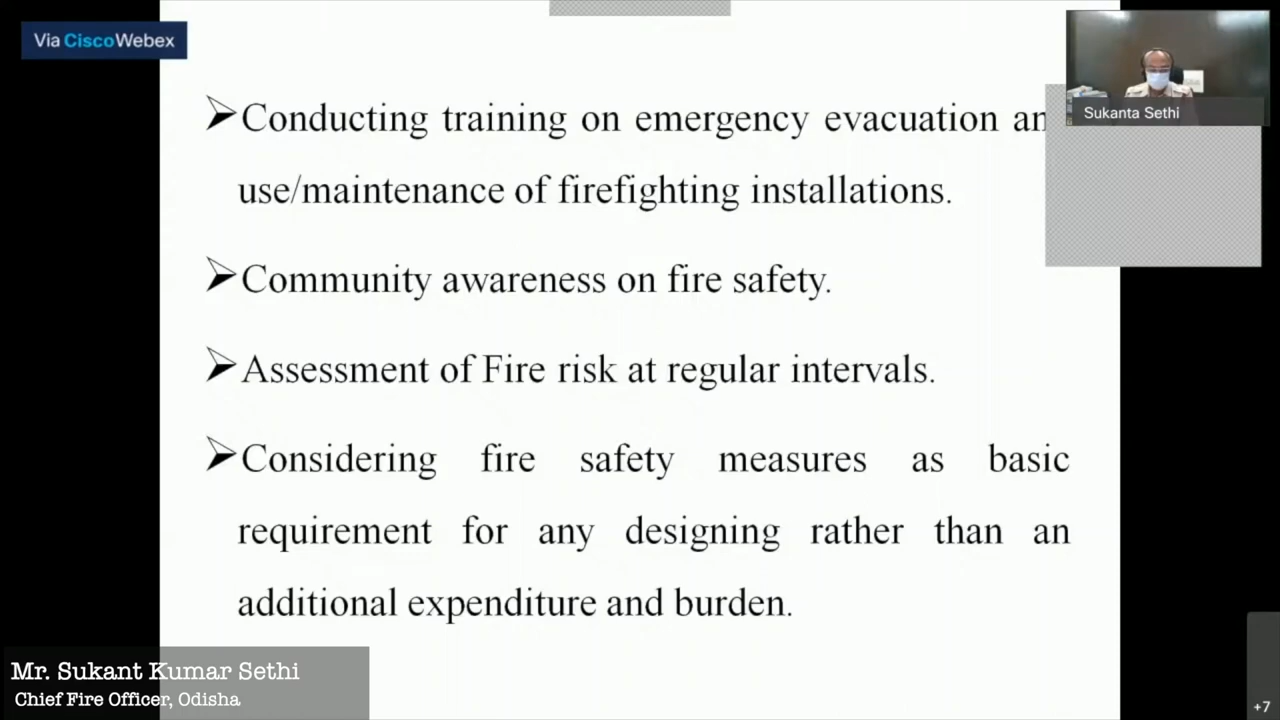 Via Cisco Webex
Sukanta Sethi
➢Conducting training on emergency evacuation
use/maintenance of firefighting installations.
➢Community awareness on fire safety.
➢Assessment of Fire risk at regular intervals.
➢Considering fire safety measures as basic
requirement for any designing rather than an
additional expenditure and burden.
Mr. Sukant Kumar Sethi
Chief Fire Officer, Odisha
+7